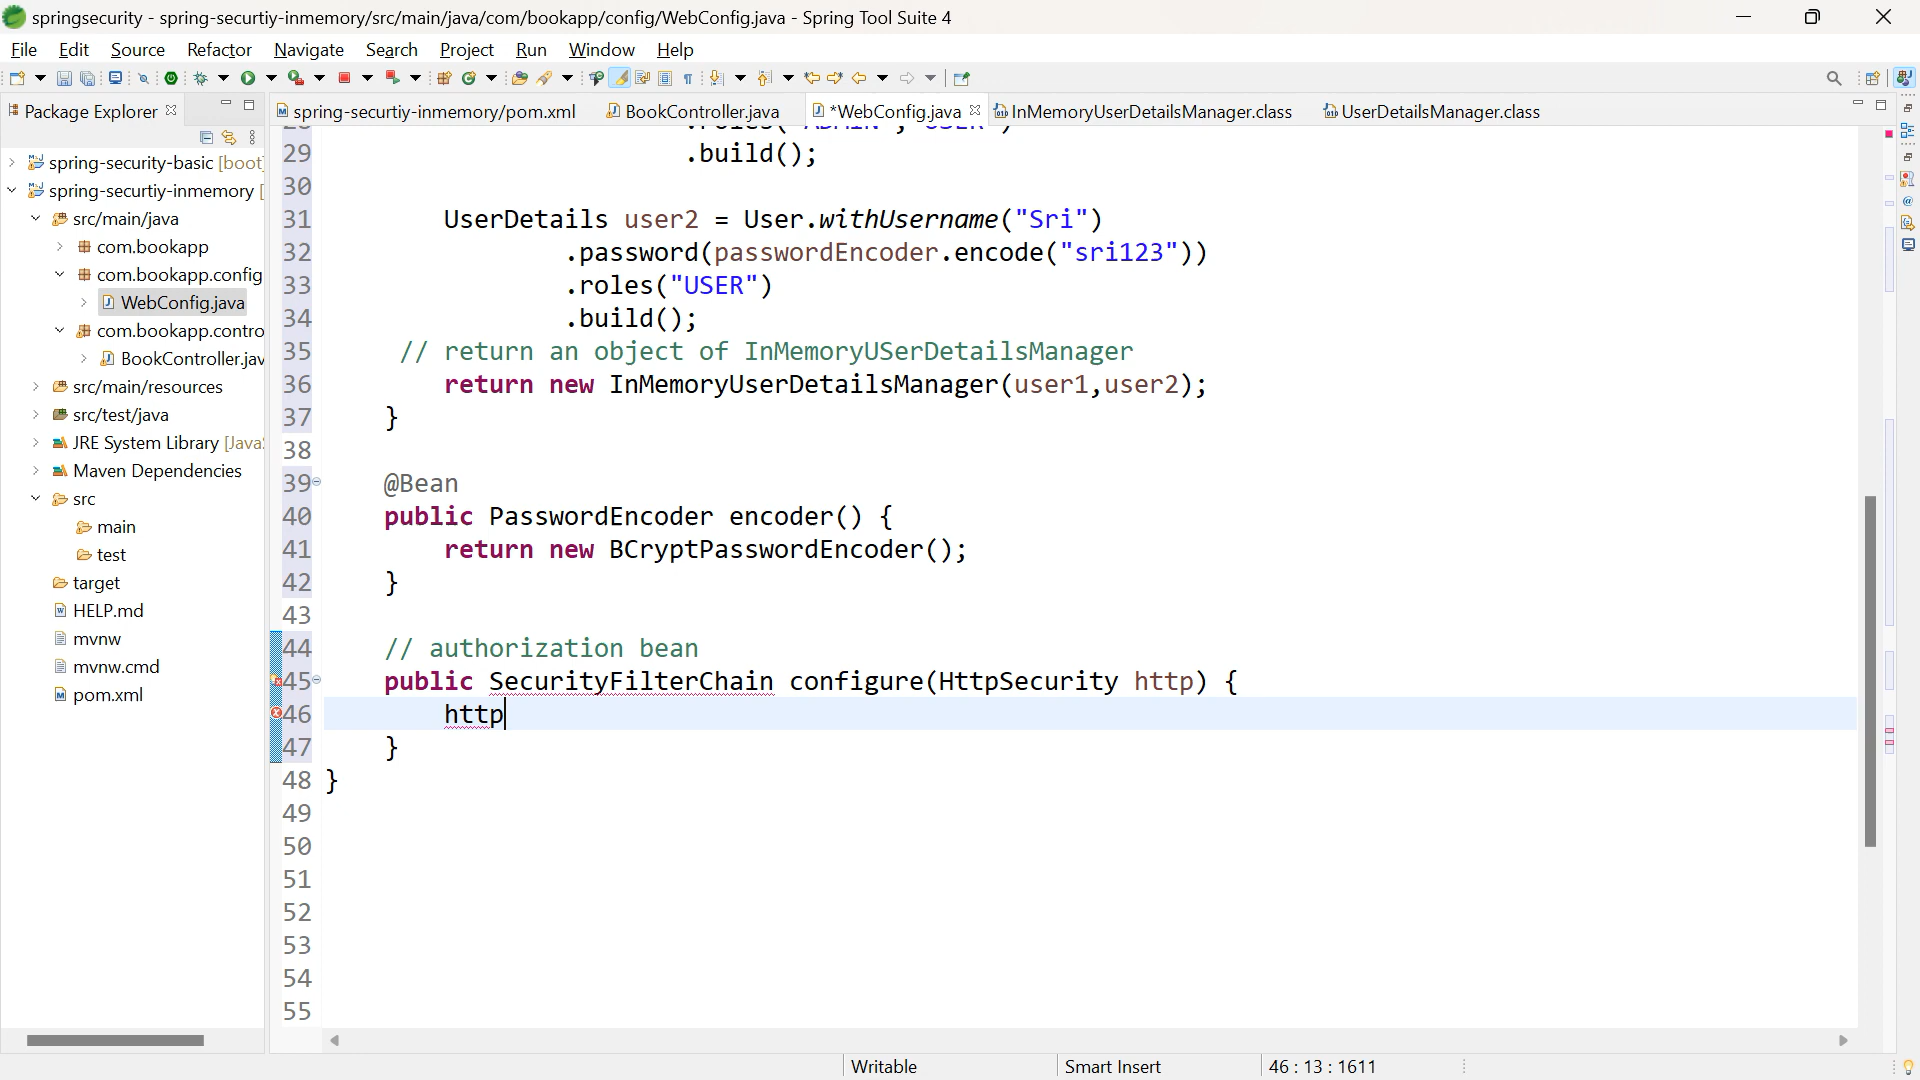 springsecurity - spring-securtiy-inmemory/src/main/java/com/bookapp/config/WebConfig.java - Spring Tool Suite 4
File Edit Source Refactor Navigate Search Project Run Window Help
Package Explorer
spring-securtiy-inmemory/pom.xml BookController.java *WebConfig.java InMemoryUserDetailsManager.class UserDetailsManager.class
spring-security-basic [boot]
spring-securtiy-inmemory [
src/main/java
com.bookapp
com.bookapp.config
WebConfig.java
com.bookapp.contro
BookController.jav
src/main/resources
src/test/java
JRE System Library [Java
Maven Dependencies
src
main
test
target
HELP.md
mvnw
mvnw.cmd
pom.xml
28 .roles("ADMIN","USER")
29 .build();
30
31 UserDetails user2 = User.withUsername("Sri")
32 .password(passwordEncoder.encode("sri123"))
33 .roles("USER")
34 .build();
35 // return an object of InMemoryUSerDetailsManager
36 return new InMemoryUserDetailsManager(user1,user2);
37 }
38
39 @Bean
40 public PasswordEncoder encoder() {
41 return new BCryptPasswordEncoder();
42 }
43
44 // authorization bean
45 public SecurityFilterChain configure(HttpSecurity http) {
46 http
47 }
48 }
49
50
51
52
53
54
55
Writable Smart Insert 46 : 13 : 1611